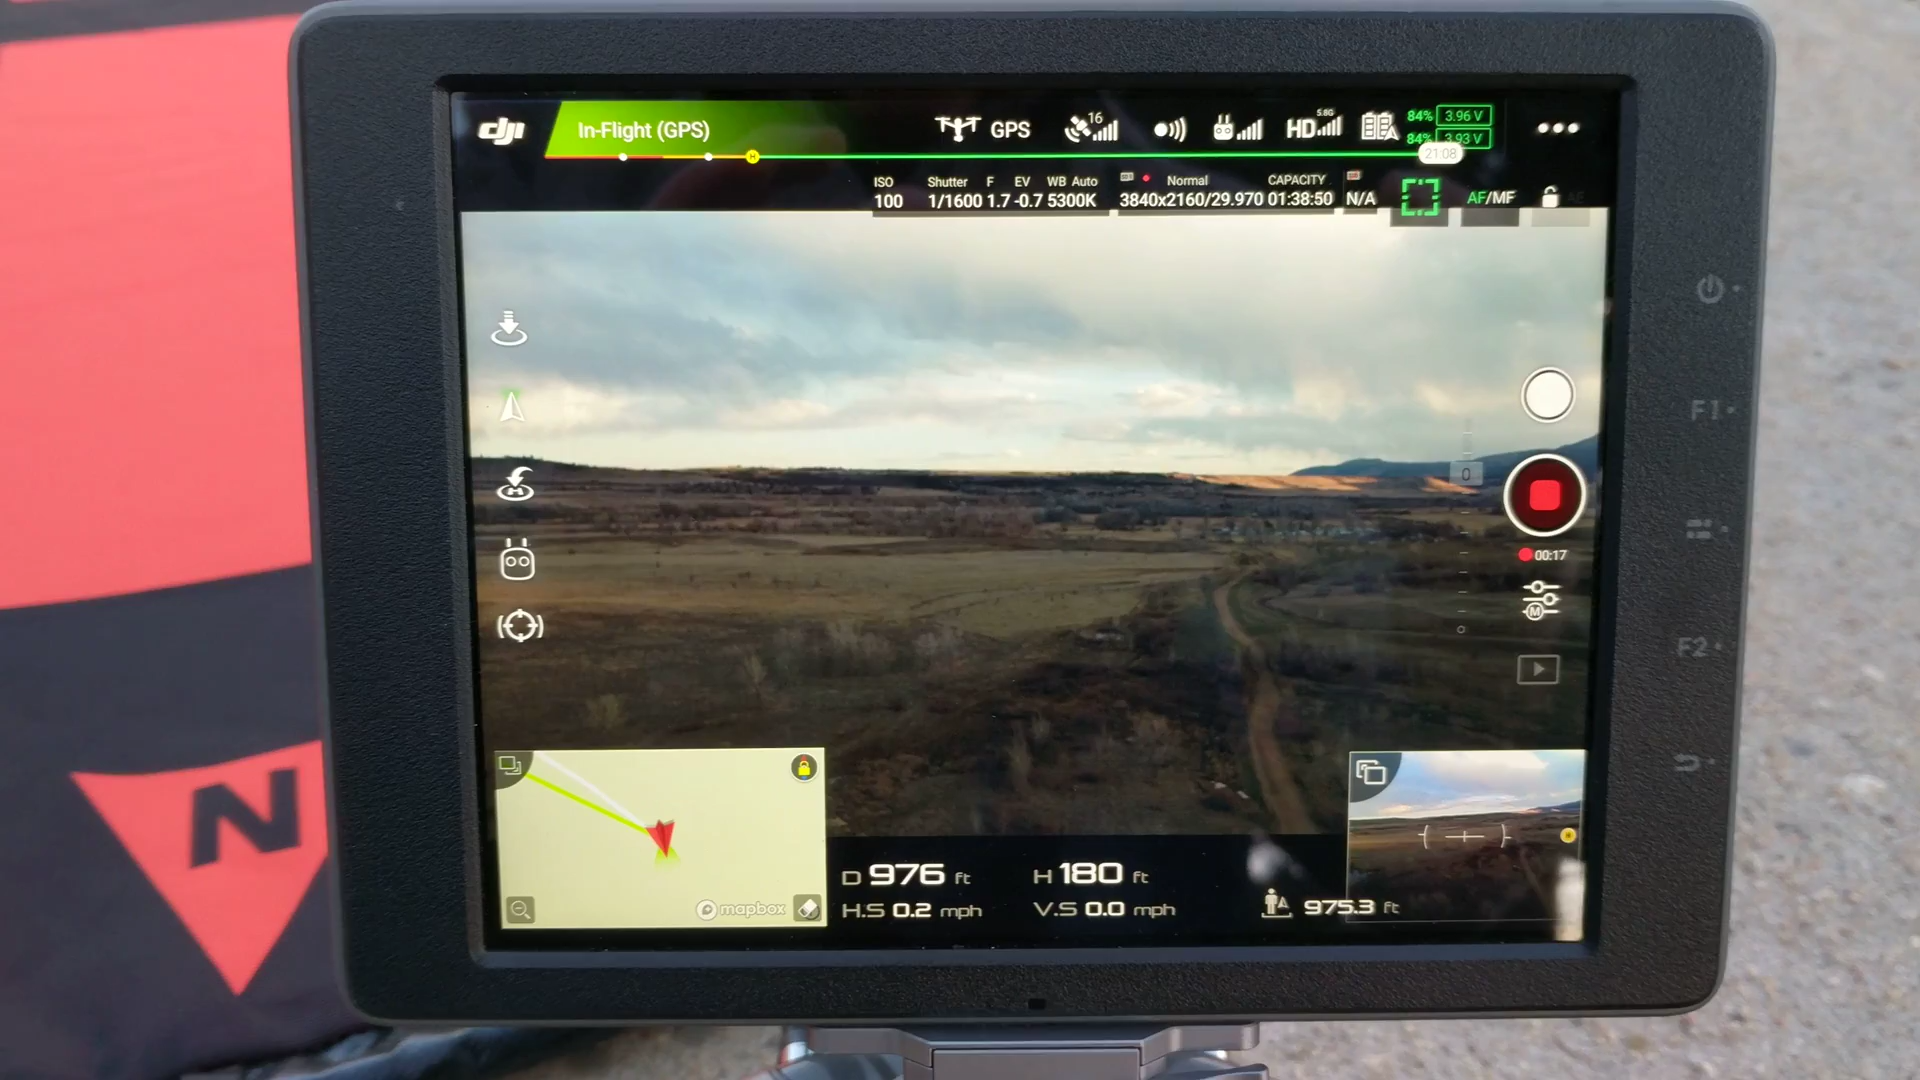 dji In-Flight (GPS) GPS 16 HD 5.8G 84% 3.96 V
84% 3.93 V
21:08
ISO Shutter F EV WB Auto Normal CAPACITY
100 1/1600 1.7 -0.7 5300K 3840x2160/29.970 01:38:50 N/A AF/MF AE
0
00:17
M
F1
F2
N
mapbox
D 976 ft H 180 ft
H.S 0.2 mph V.S 0.0 mph 975.3 ft
H
H